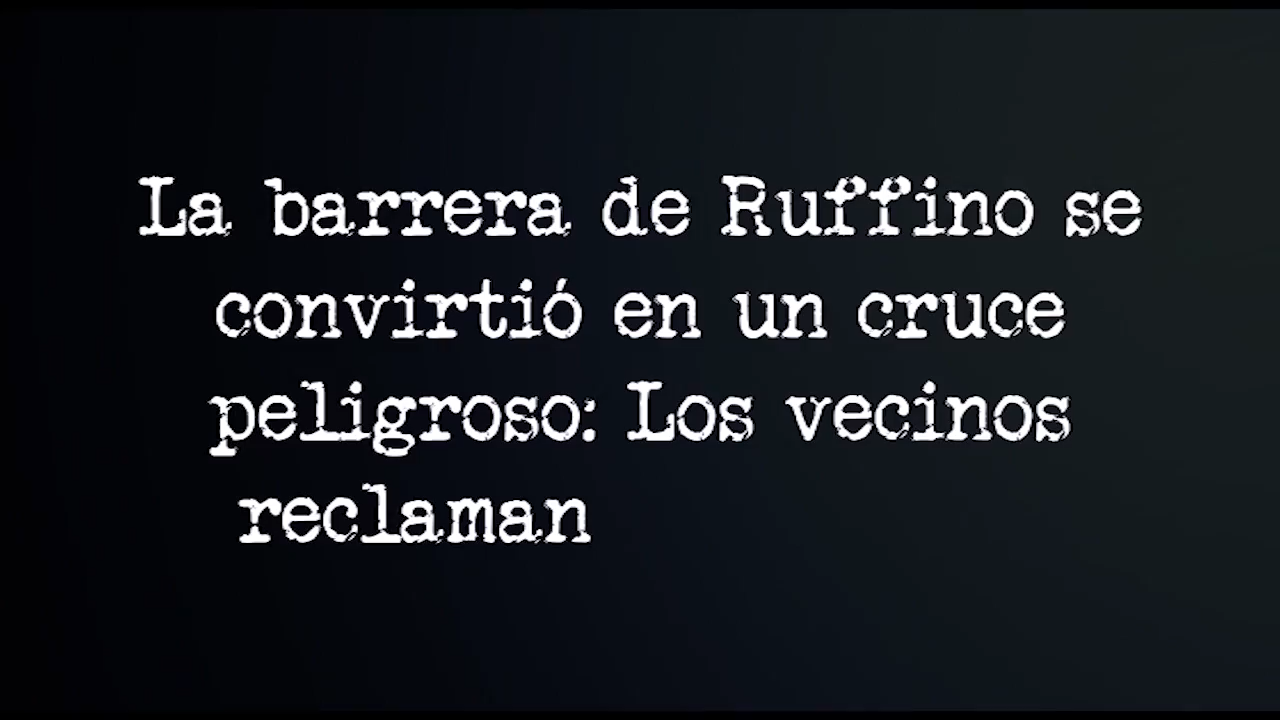 La barrera de Ruffino se
convirtió en un cruce
peligroso: Los vecinos
reclaman